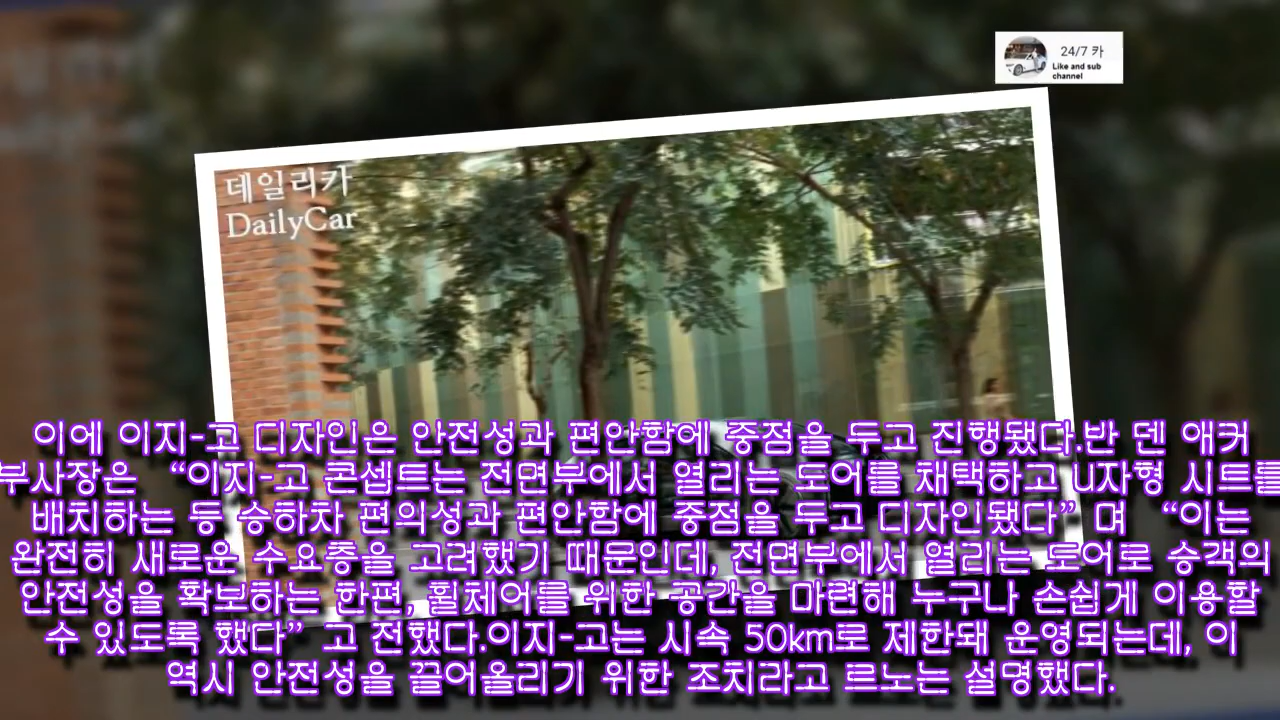 24/7 카
Like and sub
channel
데일리카
DailyCar
이에 이지-고 디자인은 안전성과 편안함에 중점을 두고 진행됐다.반 덴 애커
부사장은 “이지-고 콘셉트는 전면부에서 열리는 도어를 채택하고 U자형 시트를
배치하는 등 승하차 편의성과 편안함에 중점을 두고 디자인됐다” 며 “이는
완전히 새로운 수요층을 고려했기 때문인데, 전면부에서 열리는 도어로 승객의
안전성을 확보하는 한편, 휠체어를 위한 공간을 마련해 누구나 손쉽게 이용할
수 있도록 했다” 고 전했다.이지-고는 시속 50km로 제한돼 운영되는데, 이
역시 안전성을 끌어올리기 위한 조치라고 르노는 설명했다.